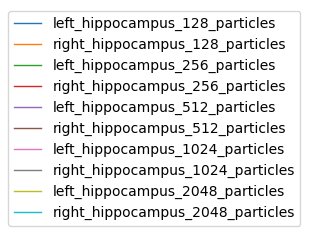 left_hippocampus_128_particles
right_hippocampus_128_particles
left_hippocampus_256_particles
right_hippocampus_256_particles
left_hippocampus_512_particles
right_hippocampus_512_particles
left_hippocampus_1024_particles
right_hippocampus_1024_particles
left_hippocampus_2048_particles
right_hippocampus_2048_particles